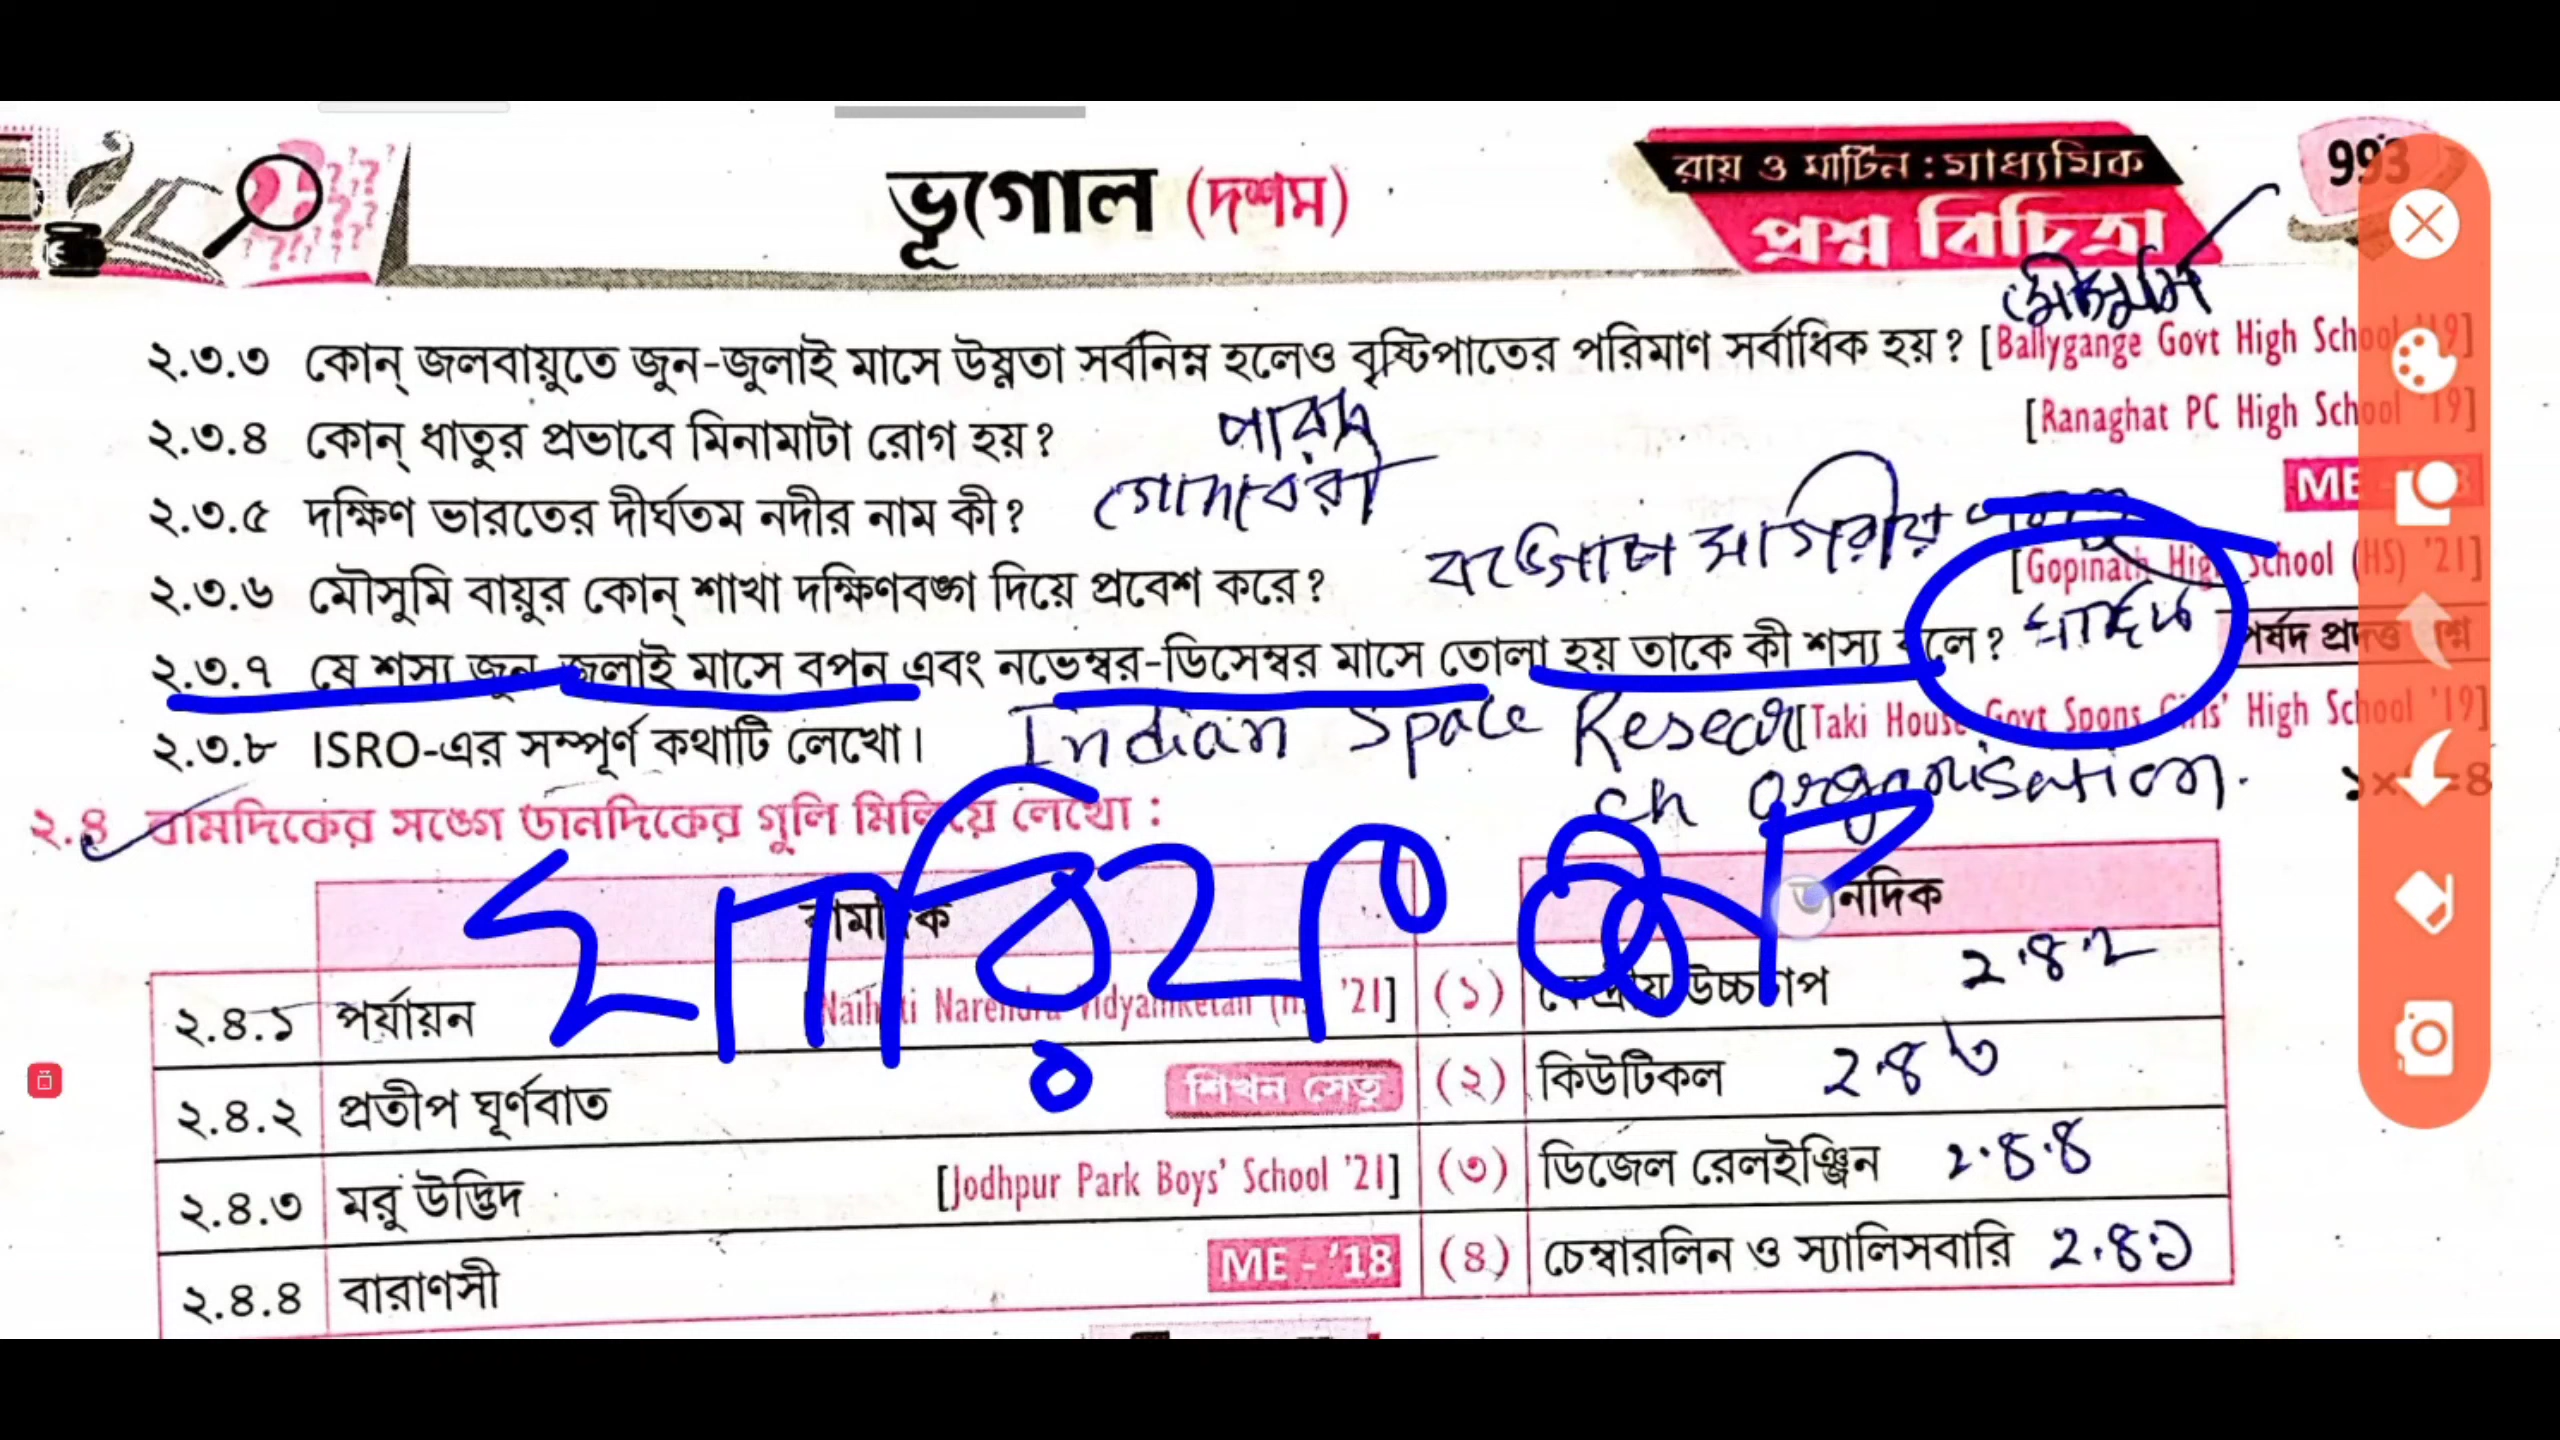 ভূগোল (দশম)
রায় ও মার্টিন : মাধ্যমিক
প্রশ্ন বিচিত্রা
993
২.৩.৩ কোন্ জলবায়ুতে জুন-জুলাই মাসে উষ্ণতা সর্বনিম্ন হলেও বৃষ্টিপাতের পরিমাণ সর্বাধিক হয়? [Ballygange Govt High School '19]
২.৩.৪ কোন্ ধাতুর প্রভাবে মিনামাটা রোগ হয়? পারদ [Ranaghat PC High School '19]
২.৩.৫ দক্ষিণ ভারতের দীর্ঘতম নদীর নাম কী? গোদাবরী ME
২.৩.৬ মৌসুমি বায়ুর কোন্ শাখা দক্ষিণবঙ্গ দিয়ে প্রবেশ করে? বঙ্গোপসাগরীয় [Gopinath High School (HS) '21]
২.৩.৭ যে শস্য জুন-জুলাই মাসে বপন এবং নভেম্বর-ডিসেম্বর মাসে তোলা হয় তাকে কী শস্য বলে? পর্ষদ প্রদত্ত
২.৩.৮ ISRO-এর সম্পূর্ণ কথাটি লেখো। Indian Space Resear [Taki House Govt Spons Girls' High School '19]
ch organisation.
২.৪ বামদিকের সঙ্গে ডানদিকের গুলি মিলিয়ে লেখো :
বামদিক ডানদিক
২.৪.১ পর্যায়ন [Naihati Narendra Vidyaniketan '21] (১) কেন্দ্রীয় উচ্চচাপ ২.৪.২
২.৪.২ প্রতীপ ঘূর্ণবাত শিখন সেতু (২) কিউটিকল ২.৪.৩
২.৪.৩ মরু উদ্ভিদ [Jodhpur Park Boys' School '21] (৩) ডিজেল রেলইঞ্জিন ২.৪.৪
২.৪.৪ বারাণসী ME - '18 (৪) চেম্বারলিন ও স্যালিসবারি ২.৪.১